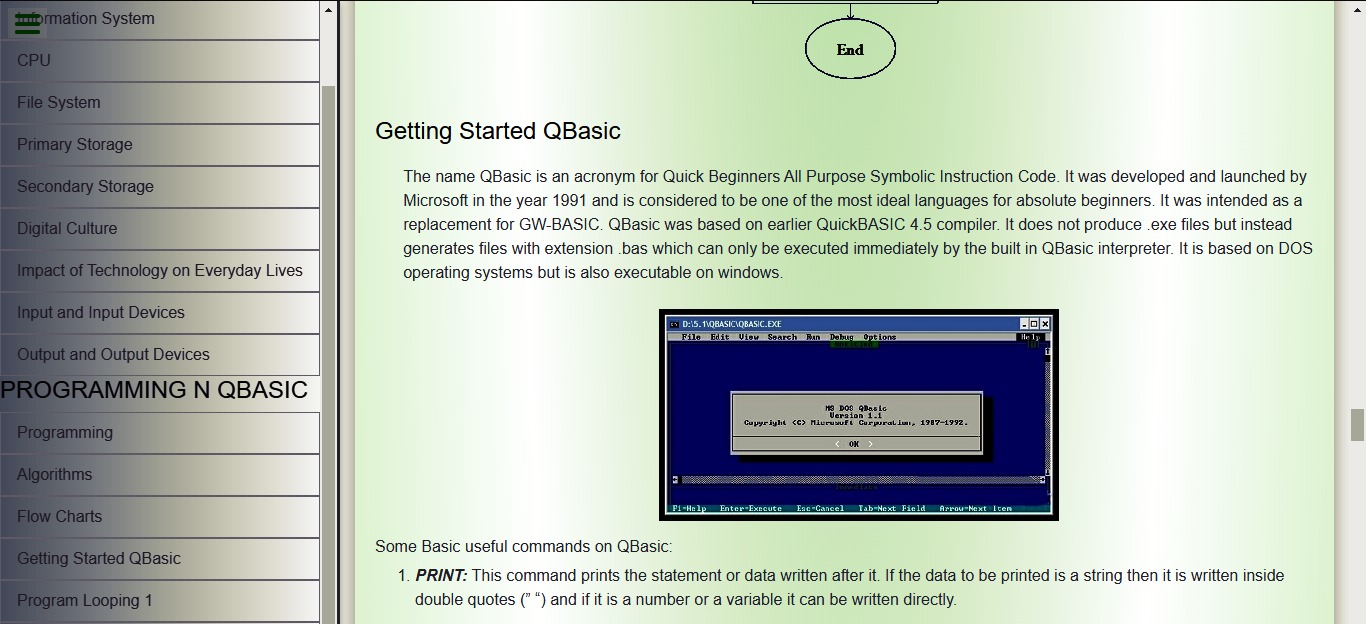 Information System
CPU
File System
Primary Storage
Secondary Storage
Digital Culture
Impact of Technology on Everyday Lives
Input and Input Devices
Output and Output Devices
PROGRAMMING N QBASIC
Programming
Algorithms
Flow Charts
Getting Started QBasic
Program Looping 1
End
Getting Started QBasic
The name QBasic is an acronym for Quick Beginners All Purpose Symbolic Instruction Code. It was developed and launched by
Microsoft in the year 1991 and is considered to be one of the most ideal languages for absolute beginners. It was intended as a
replacement for GW-BASIC. QBasic was based on earlier QuickBASIC 4.5 compiler. It does not produce .exe files but instead
generates files with extension .bas which can only be executed immediately by the built in QBasic interpreter. It is based on DOS
operating systems but is also executable on windows.
D:\5.1\QBASIC\QBASIC.EXE
File Edit View Search Run Debug Options Help
MS DOS QBasic
Version 1.1
Copyright (C) Microsoft Corporation, 1987-1992.
< OK >
F1=Help Enter=Execute Esc=Cancel Tab=Next Field Arrow=Next Item
Some Basic useful commands on QBasic:
1. PRINT: This command prints the statement or data written after it. If the data to be printed is a string then it is written inside
double quotes (” “) and if it is a number or a variable it can be written directly.